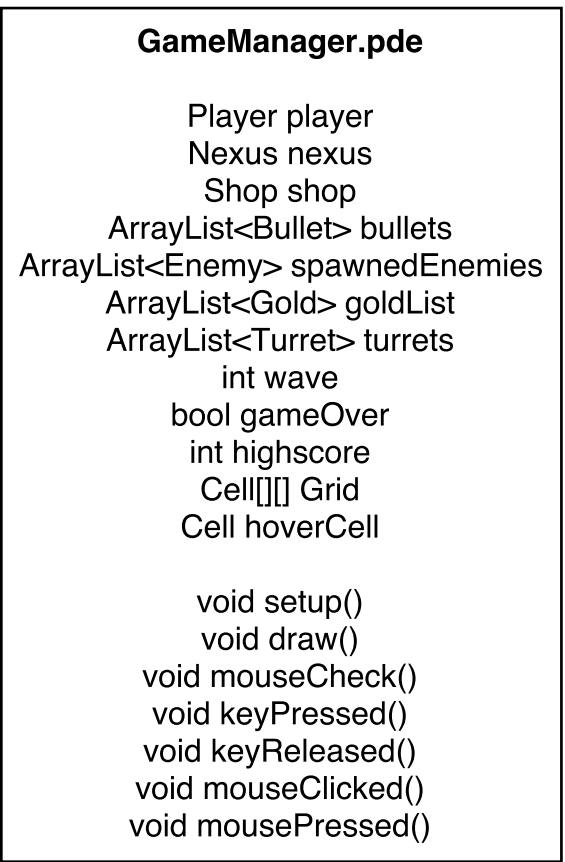 GameManager.pde
Player player
Nexus nexus
Shop shop
ArrayList<Bullet> bullets
ArrayList<Enemy> spawnedEnemies
ArrayList<Gold> goldList
ArrayList<Turret> turrets
int wave
bool gameOver
int highscore
Cell[][] Grid
Cell hoverCell
void setup()
void draw()
void mouseCheck()
void keyPressed()
void keyReleased()
void mouseClicked()
void mousePressed()